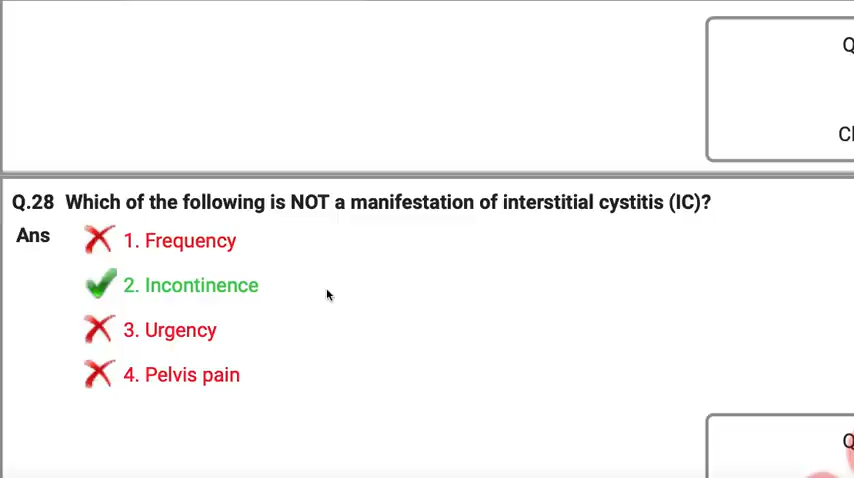 Q
Cl
Q.28 Which of the following is NOT a manifestation of interstitial cystitis (IC)?
Ans
1. Frequency
2. Incontinence
3. Urgency
4. Pelvis pain
Q